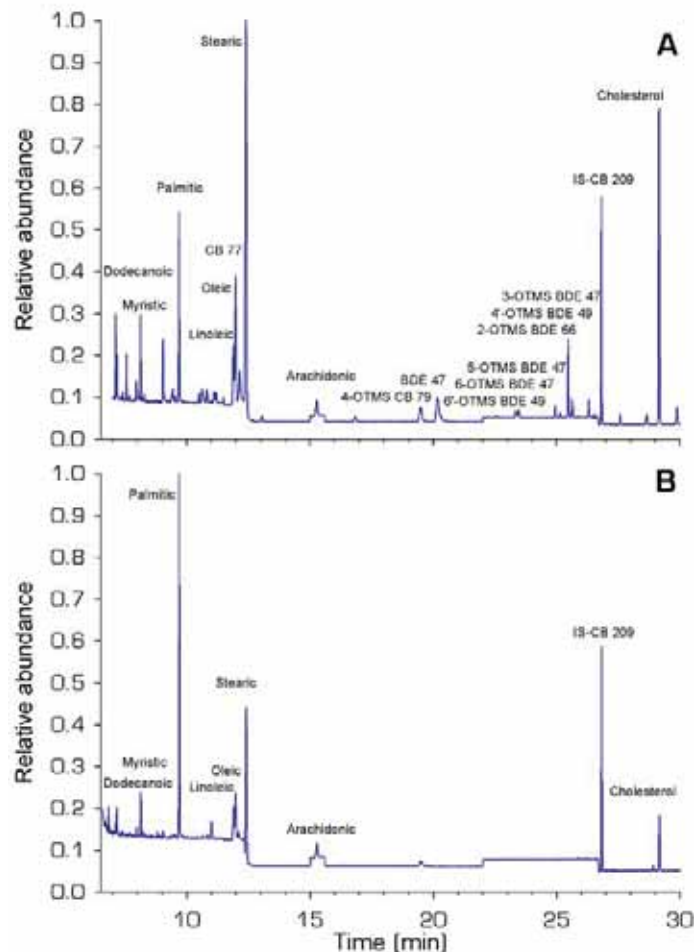 A
Relative abundance
1.0
0.9
0.8
0.7
0.6
0.5
0.4
0.3
0.2
0.1
0.0
Stearic
Cholesterol
Palmitic
IS-CB 209
CB 77
Dodecanoic
Oleic
3-OTMS BDE 47
Myristic
4'-OTMS BDE 49
Linoleic
2-OTMS BDE 66
Arachidonic
BDE 47
5-OTMS BDE 47
4-OTMS CB 79
6-OTMS BDE 47
6'-OTMS BDE 49
B
Relative abundance
1.0
0.9
0.8
0.7
0.6
0.5
0.4
0.3
0.2
0.1
0.0
Palmitic
IS-CB 209
Stearic
Myristic
Oleic
Dodecanoic
Linoleic
Cholesterol
Arachidonic
10 15 20 25 30
Time [min]